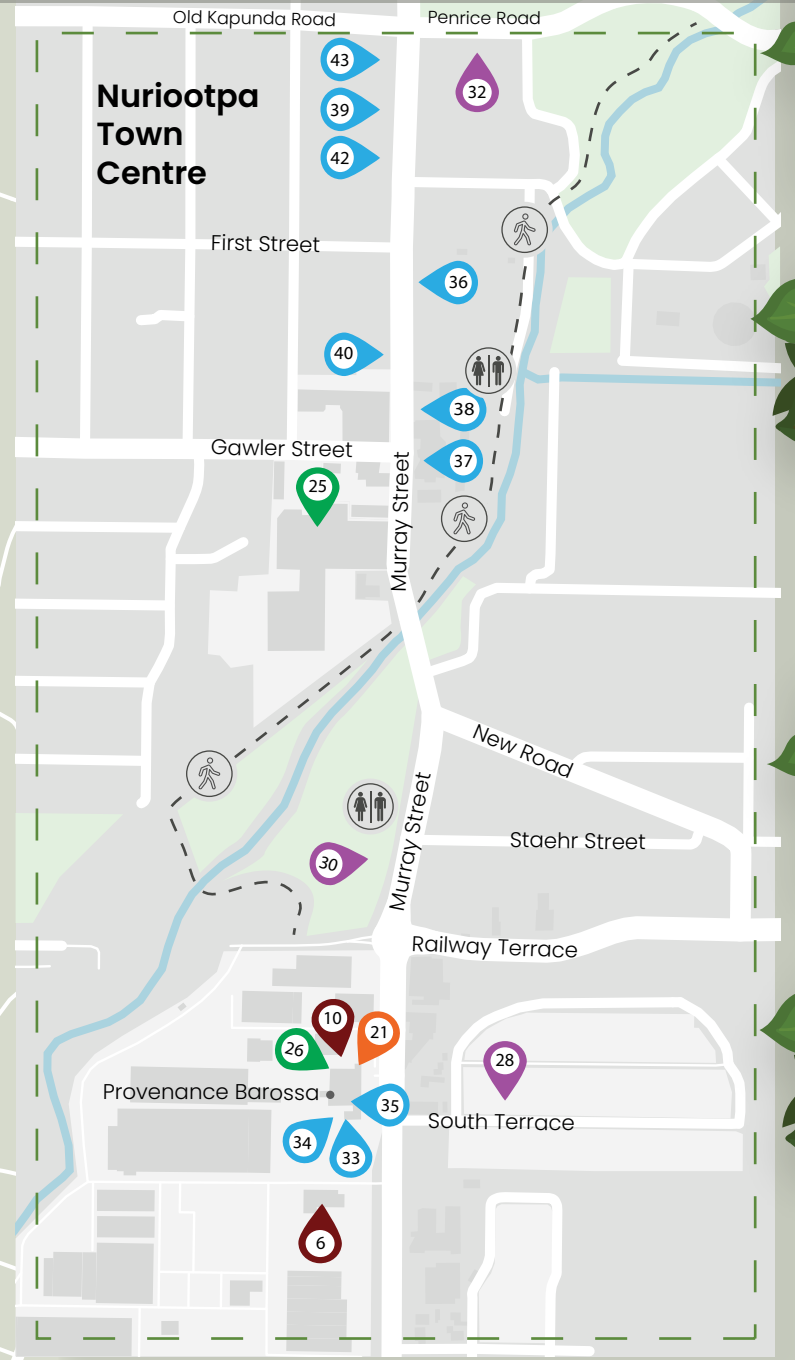 Old Kapunda Road
Penrice Road
43
32
Nuriootpa
Town
Centre
39
42
First Street
36
40
38
Gawler Street
37
25
Murray Street
New Road
Murray Street
Staehr Street
30
Railway Terrace
10
21
26
28
Provenance Barossa
35
South Terrace
34
33
6